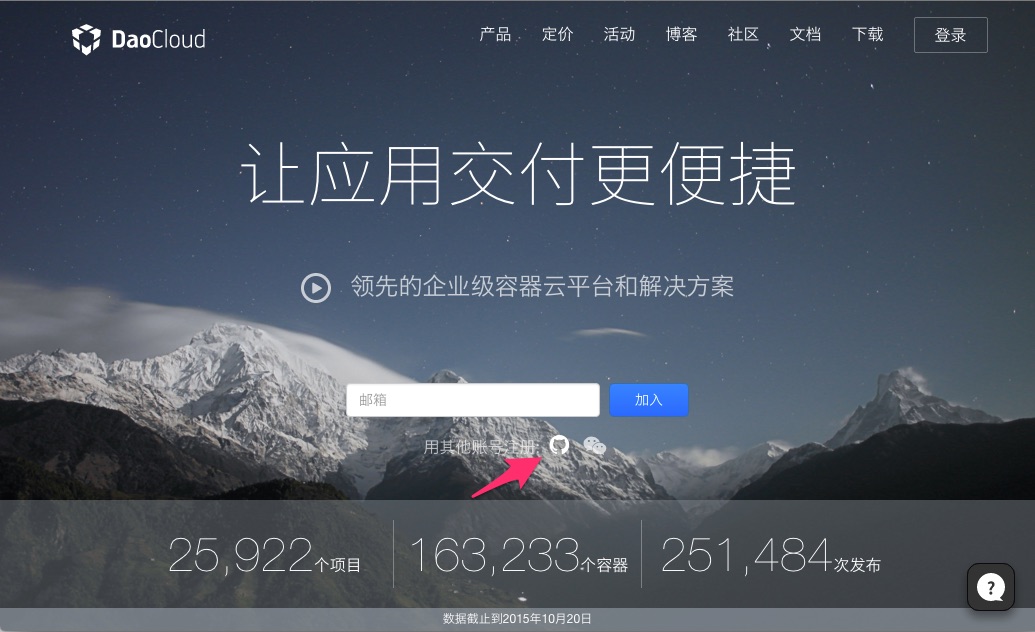 DaoCloud 产品 定价 活动 博客 社区 文档 下载 登录
让应用交付更便捷
领先的企业级容器云平台和解决方案
邮箱 加入
用其他账号注册:
25,922个项目 163,233个容器 251,484次发布
?
数据截止到2015年10月20日